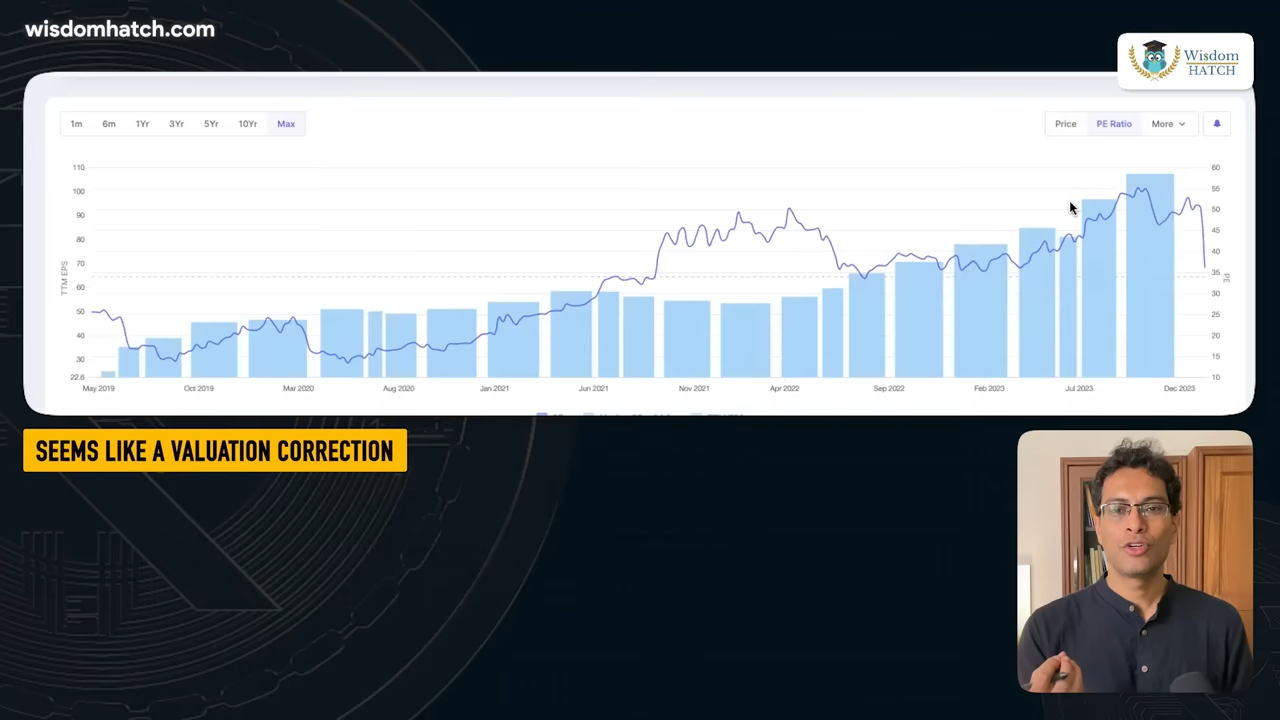 wisdomhatch.com
Wisdom
HATCH
1m 6m 1Yr 3Yr 5Yr 10Yr Max
Price PE Ratio More
110 60
100 55
90 50
80 45
70 40
60 35
50 30
40 25
30 20
22.6 15
10
TTM EPS
PE
May 2019 Oct 2019 Mar 2020 Aug 2020 Jan 2021 Jun 2021 Nov 2021 Apr 2022 Sep 2022 Feb 2023 Jul 2023 Dec 2023
SEEMS LIKE A VALUATION CORRECTION